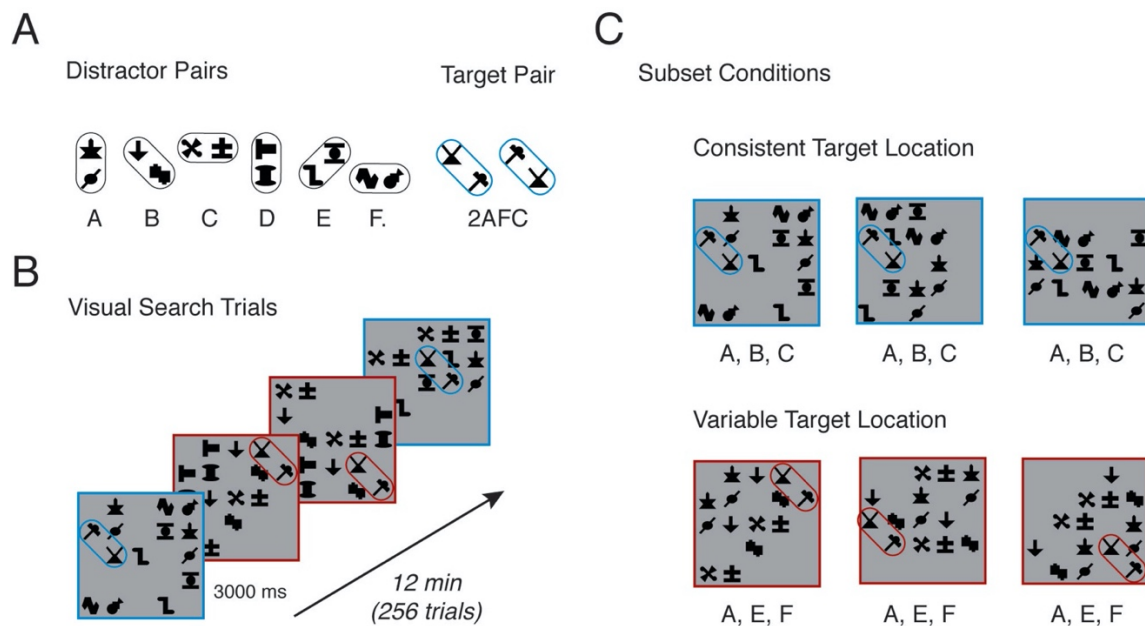 A
Distractor Pairs
Target Pair
A B C D E F.
2AFC
B
Visual Search Trials
3000 ms
12 min
(256 trials)
C
Subset Conditions
Consistent Target Location
A, B, C A, B, C A, B, C
Variable Target Location
A, E, F A, E, F A, E, F